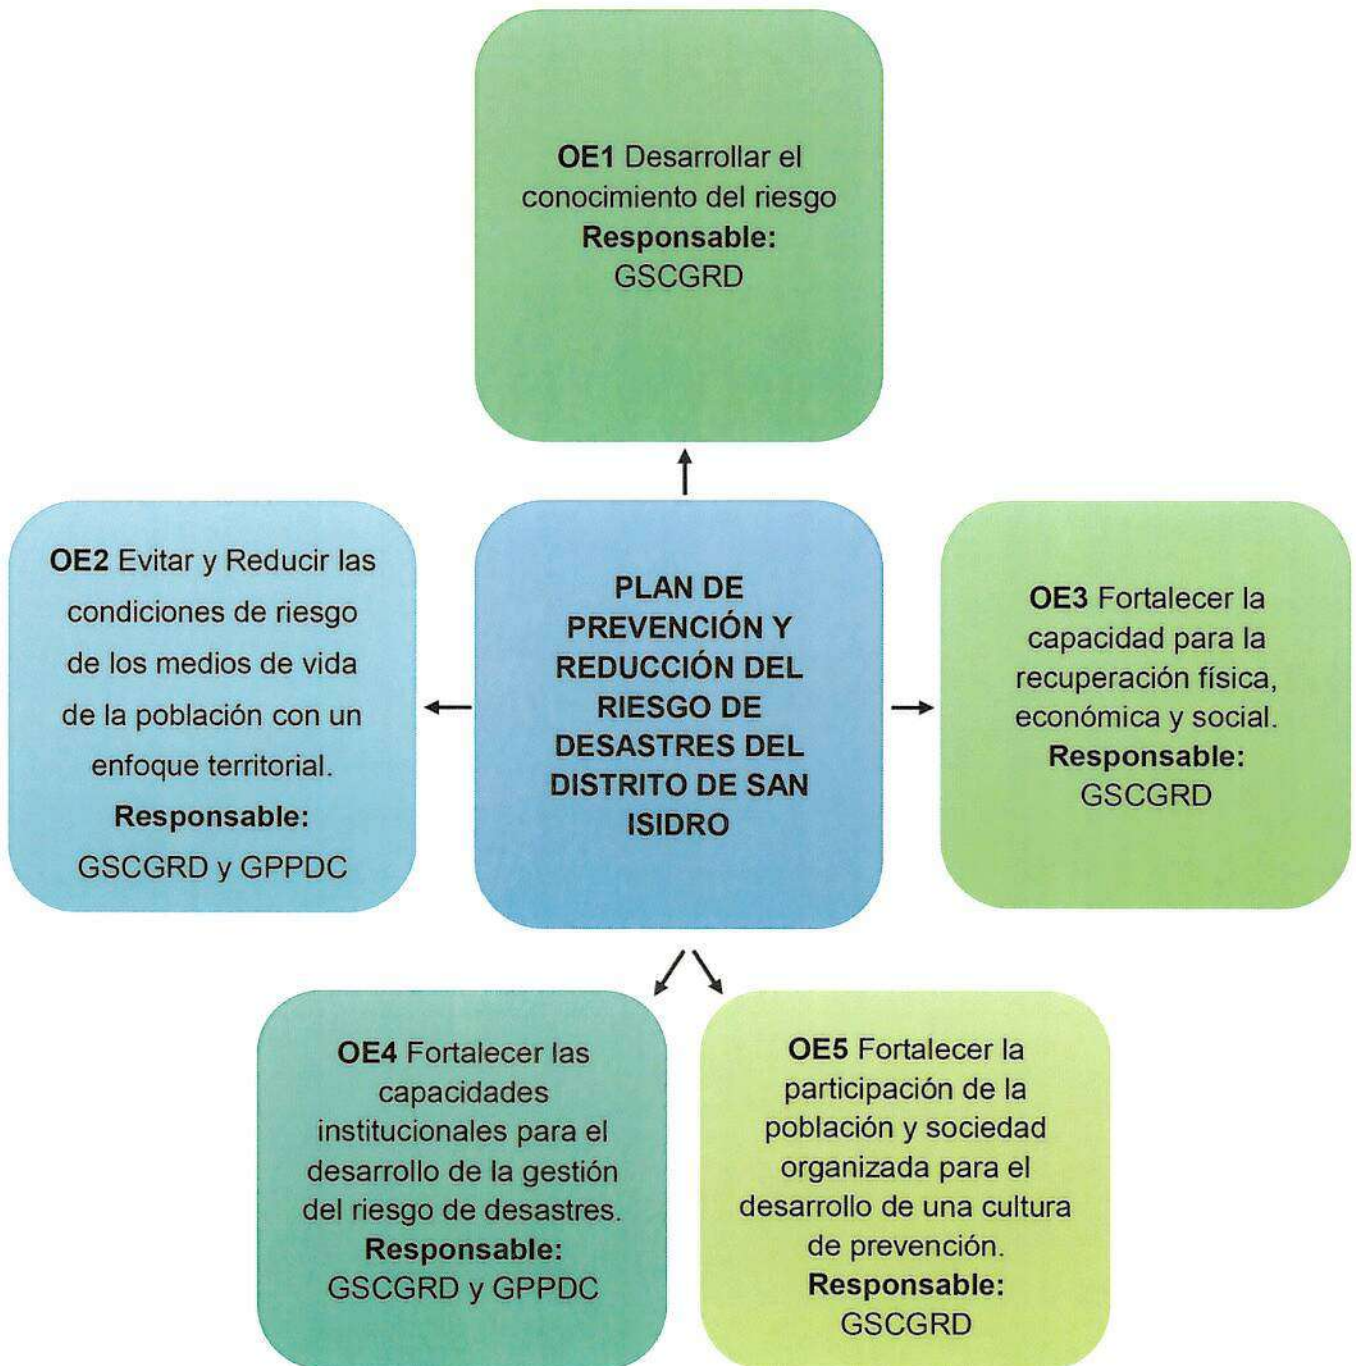 OE1 Desarrollar el
conocimiento del riesgo
Responsable:
GSCGRD
OE2 Evitar y Reducir las
condiciones de riesgo
de los medios de vida
de la población con un
enfoque territorial.
Responsable:
GSCGRD y GPPDC
PLAN DE
PREVENCIÓN Y
REDUCCIÓN DEL
RIESGO DE
DESASTRES DEL
DISTRITO DE SAN
ISIDRO
OE3 Fortalecer la
capacidad para la
recuperación física,
económica y social.
Responsable:
GSCGRD
OE4 Fortalecer las
capacidades
institucionales para el
desarrollo de la gestión
del riesgo de desastres.
Responsable:
GSCGRD y GPPDC
OE5 Fortalecer la
participación de la
población y sociedad
organizada para el
desarrollo de una cultura
de prevención.
Responsable:
GSCGRD